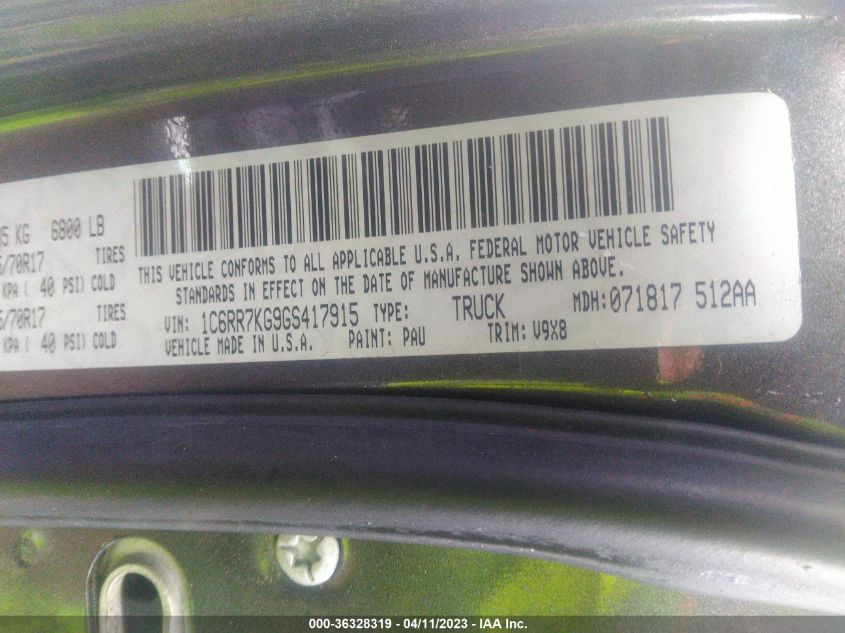 5 KG 6800 LB
/70R17 TIRES
KPA ( 40 PSI) COLD
/70R17 TIRES
KPA ( 40 PSI) COLD
THIS VEHICLE CONFORMS TO ALL APPLICABLE U.S.A. FEDERAL MOTOR VEHICLE SAFETY
STANDARDS IN EFFECT ON THE DATE OF MANUFACTURE SHOWN ABOVE.
VIN: 1C6RR7KG9GS417915 TYPE: TRUCK MDH: 071817 512AA
VEHICLE MADE IN U.S.A. PAINT: PAU TRIM: V9X8
000-36328319 - 04/11/2023 - IAA Inc.